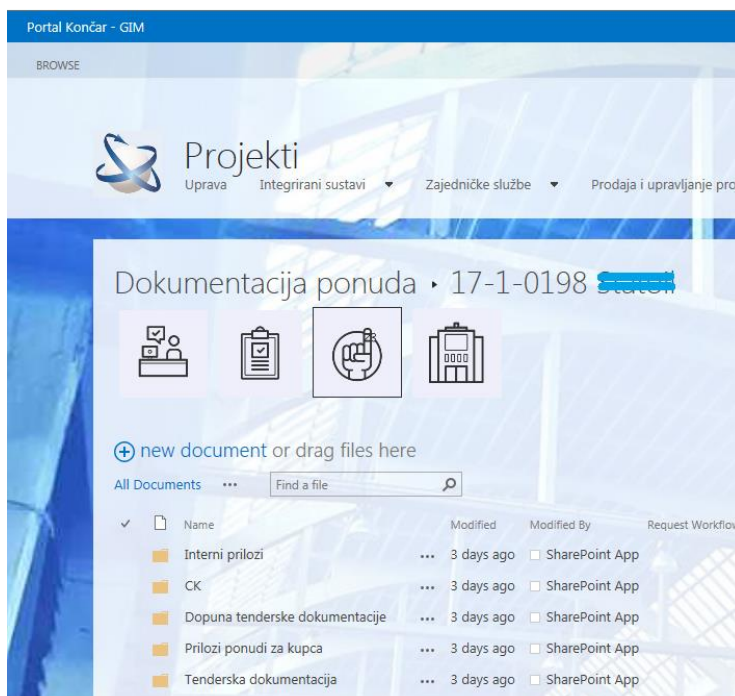 Portal Končar - GIM
BROWSE
Projekti
Uprava Integrirani sustavi Zajedničke službe Prodaja i upravljanje pro
Dokumentacija ponuda 17-1-0198
new document or drag files here
All Documents ••• Find a file
Name Modified Modified By Request Workflow
Interni prilozi ••• 3 days ago SharePoint App
CK ••• 3 days ago SharePoint App
Dopuna tenderske dokumentacije ••• 3 days ago SharePoint App
Prilozi ponudi za kupca ••• 3 days ago SharePoint App
Tenderska dokumentacija ••• 3 days ago SharePoint App